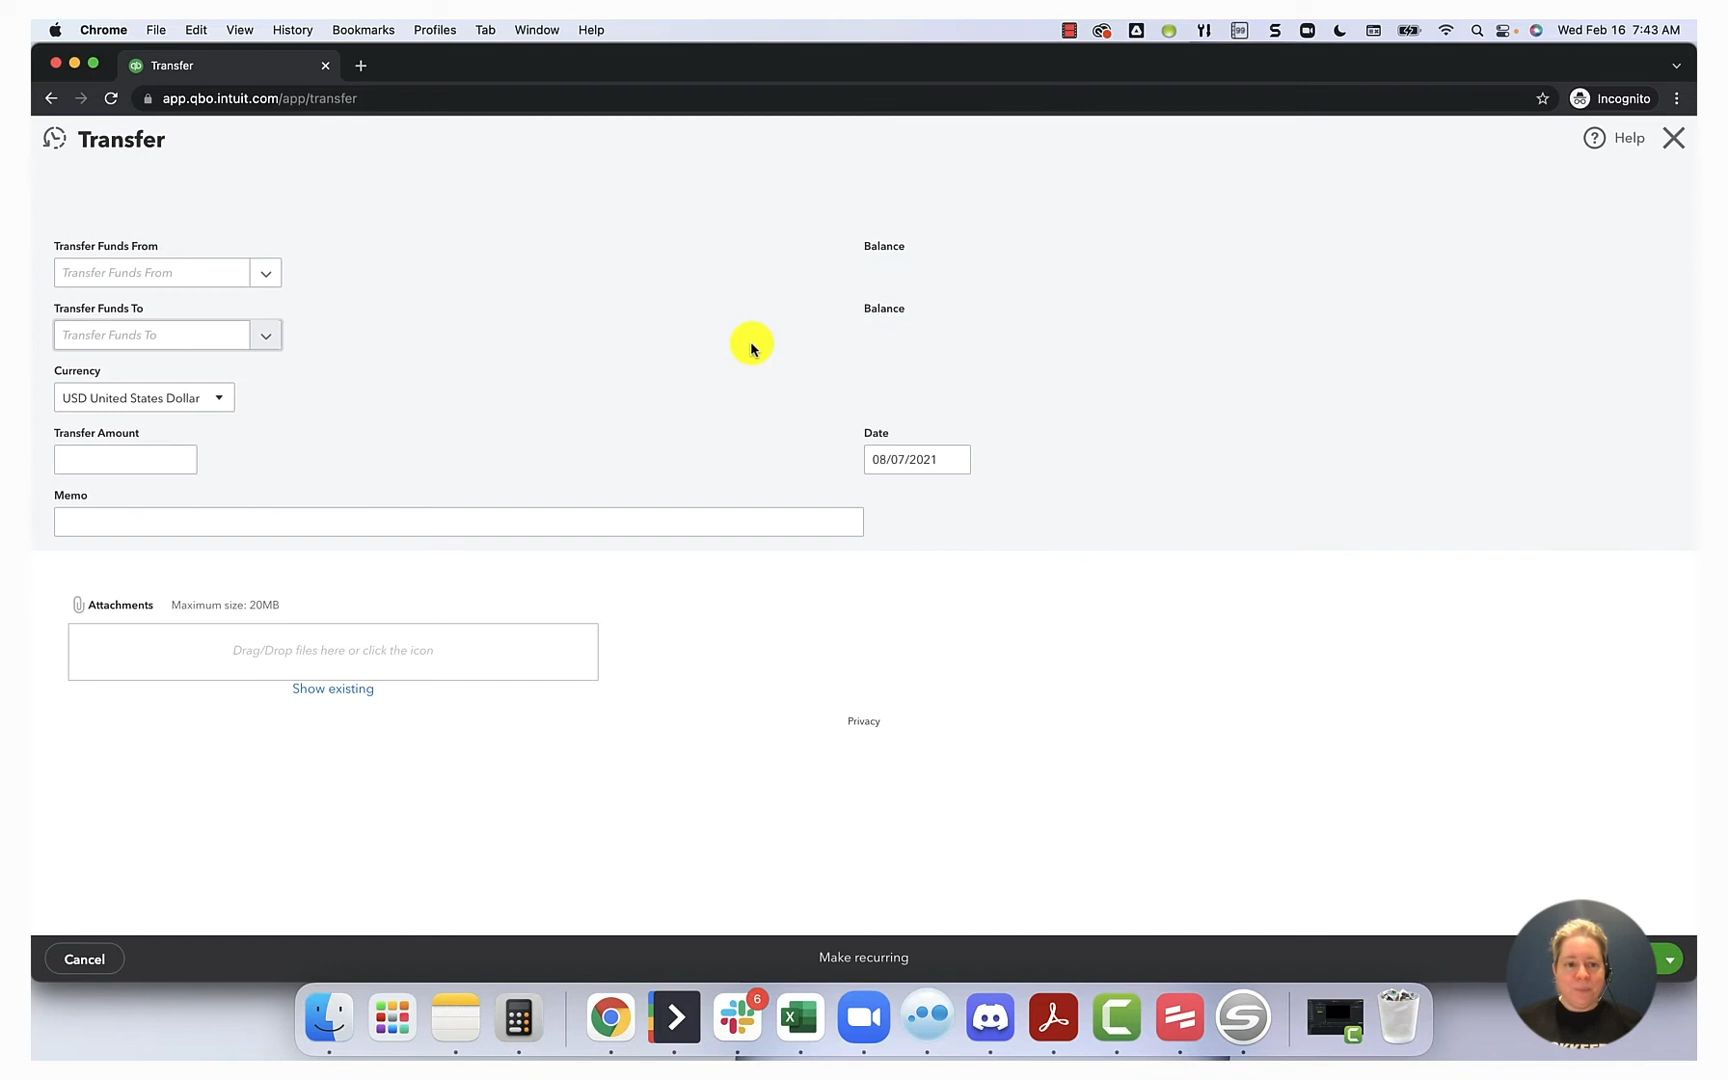 Chrome File Edit View History Bookmarks Profiles Tab Window Help Wed Feb 16 7:43 AM
Transfer
app.qbo.intuit.com/app/transfer Incognito
Transfer Help
Transfer Funds From Balance
Transfer Funds From
Transfer Funds To Balance
Transfer Funds To
Currency
USD United States Dollar
Transfer Amount Date
08/07/2021
Memo
Attachments Maximum size: 20MB
Drag/Drop files here or click the icon
Show existing
Privacy
Cancel Make recurring
6